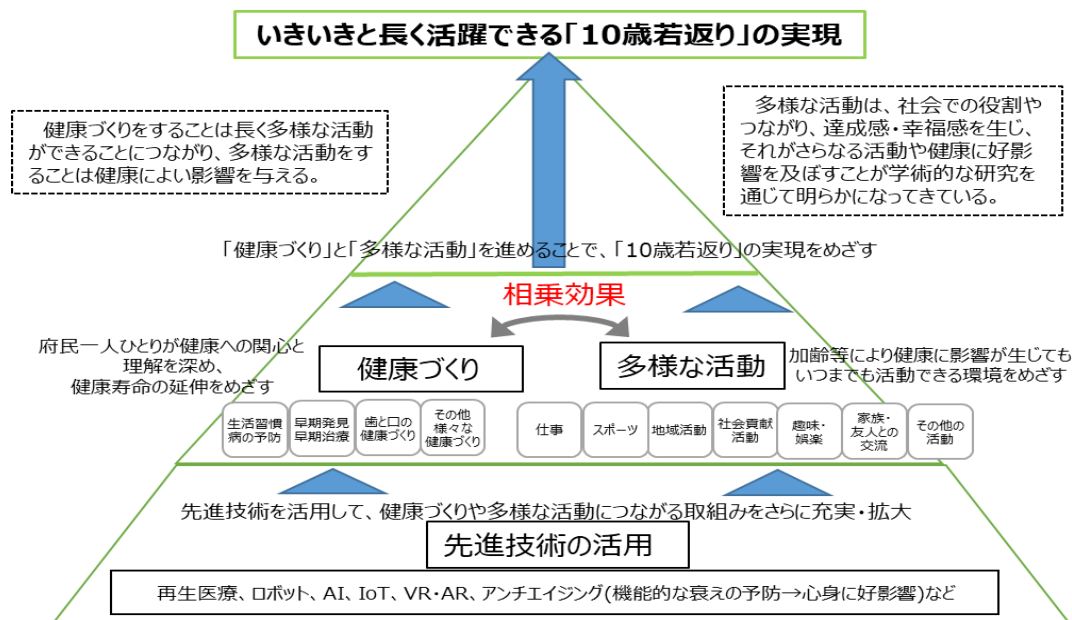 いきいきと長く活躍できる「10歳若返り」の実現
健康づくりをすることは長く多様な活動
ができることにつながり、多様な活動をす
ることは健康によい影響を与える。
多様な活動は、社会での役割や
つながり、達成感・幸福感を生じ、
それがさらなる活動や健康に好影
響を及ぼすことが学術的な研究を
通じて明らかになってきている。
「健康づくり」と「多様な活動」を進めることで、「10歳若返り」の実現をめざす
相乗効果
府民一人ひとりが健康への関心と
理解を深め、
健康寿命の延伸をめざす
健康づくり
多様な活動
加齢等により健康に影響が生じても
いつまでも活動できる環境をめざす
生活習慣
病の予防
早期発見
早期治療
歯と口の
健康づくり
その他
様々な
健康づくり
仕事
スポーツ
地域活動
社会貢献
活動
趣味・
娯楽
家族・
友人との
交流
その他の
活動
先進技術を活用して、健康づくりや多様な活動につながる取組みをさらに充実・拡大
先進技術の活用
再生医療、ロボット、AI、IoT、VR・AR、アンチエイジング(機能的な衰えの予防→心身に好影響)など